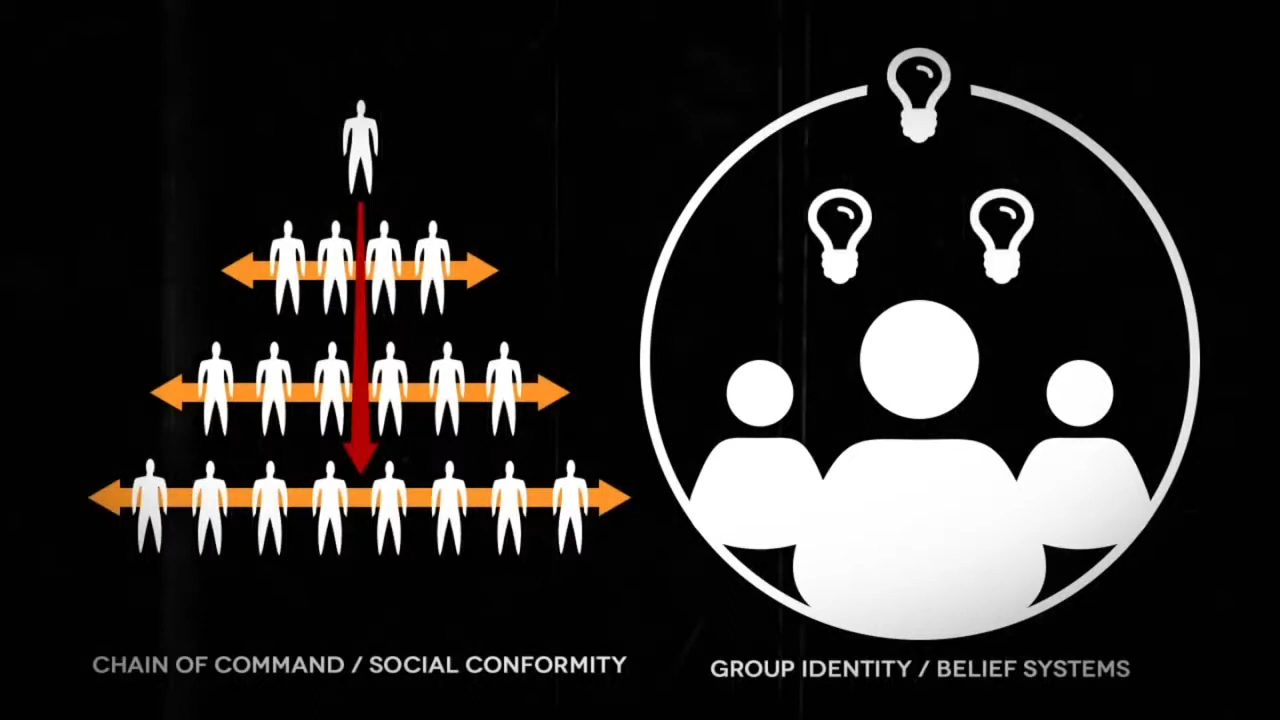 CHAIN OF COMMAND / SOCIAL CONFORMITY
GROUP IDENTITY / BELIEF SYSTEMS